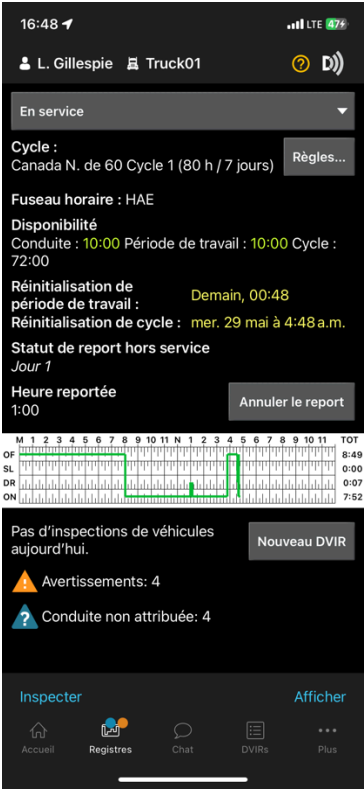 16:48 LTE 47
L. Gillespie Truck01 ? D
En service
Cycle :
Canada N. de 60 Cycle 1 (80 h / 7 jours)
Règles...
Fuseau horaire : HAE
Disponibilité
Conduite : 10:00 Période de travail : 10:00 Cycle :
72:00
Réinitialisation de
période de travail : Demain, 00:48
Réinitialisation de cycle : mer. 29 mai à 4:48 a.m.
Statut de report hors service
Jour 1
Heure reportée
1:00
Annuler le report
M 1 2 3 4 5 6 7 8 9 10 11 N 1 2 3 4 5 6 7 8 9 10 11 TOT
OF 8:49
SL 0:00
DR 0:07
ON 7:52
Pas d'inspections de véhicules
aujourd'hui.
Nouveau DVIR
! Avertissements: 4
? Conduite non attribuée: 4
Inspecter Afficher
Accueil Registres Chat DVIRs Plus